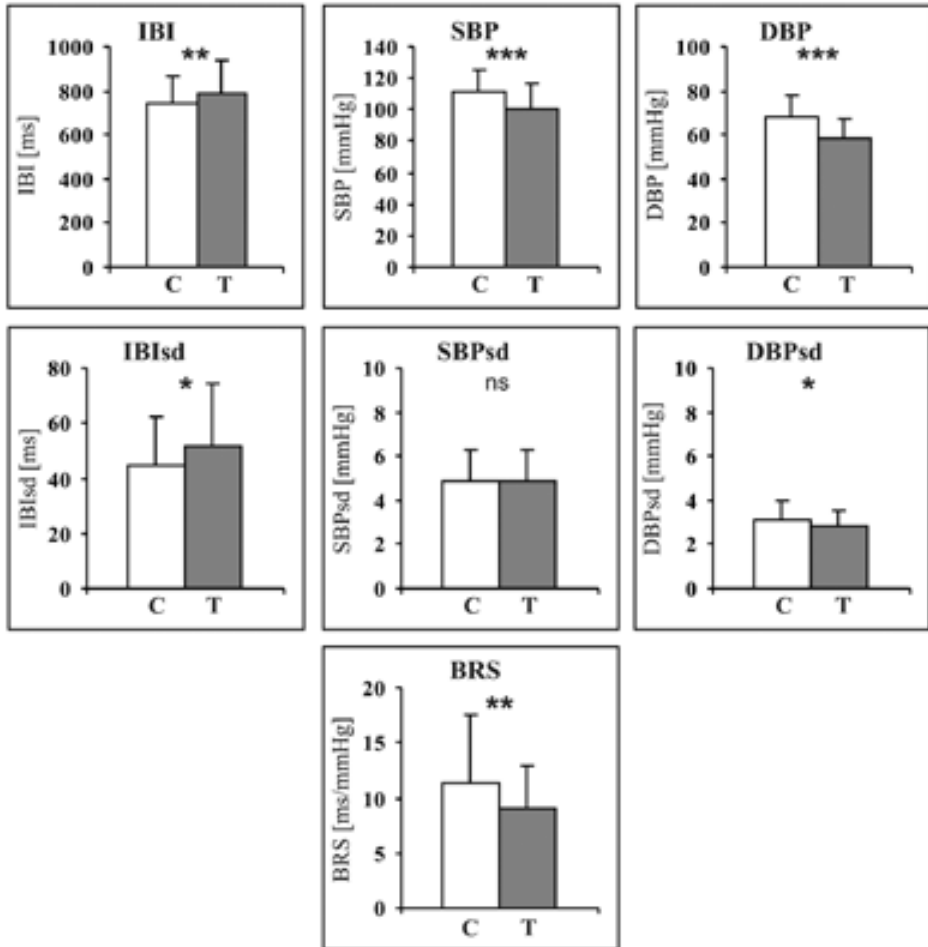 IBI
**
IBI [ms]
1000
800
600
400
200
0
C T
SBP
***
SBP [mmHg]
140
120
100
80
60
40
20
0
C T
DBP
***
DBP [mmHg]
100
80
60
40
20
0
C T
IBIsd
*
IBIsd [ms]
80
60
40
20
0
C T
SBPsd
ns
SBPsd [mmHg]
10
8
6
4
2
0
C T
DBPsd
*
DBPsd [mmHg]
10
8
6
4
2
0
C T
BRS
**
BRS [ms/mmHg]
20
15
10
5
0
C T